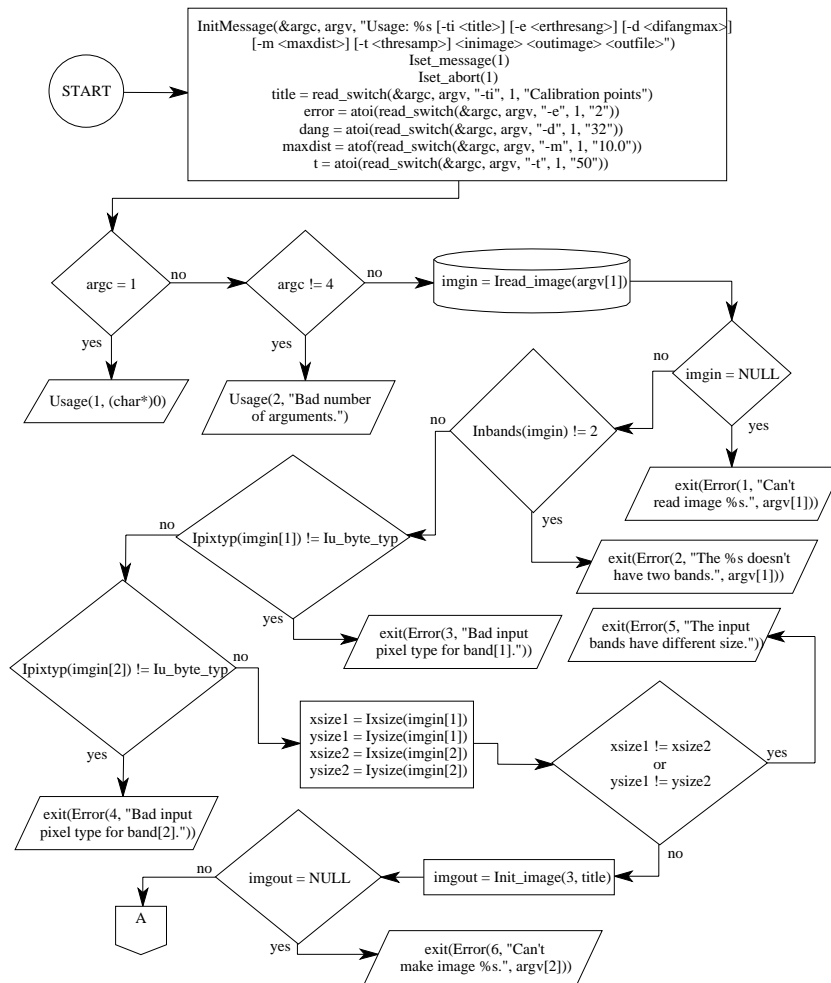 InitMessage(&argc, argv, "Usage: %s [-ti <title>] [-e <erthresang>] [-d <difangmax>]
[-m <maxdist>] [-t <thresamp>] <inimage> <outimage> <outfile>")
Iset_message(1)
Iset_abort(1)
title = read_switch(&argc, argv, "-ti", 1, "Calibration points")
error = atoi(read_switch(&argc, argv, "-e", 1, "2"))
dang = atoi(read_switch(&argc, argv, "-d", 1, "32"))
maxdist = atof(read_switch(&argc, argv, "-m", 1, "10.0"))
t = atoi(read_switch(&argc, argv, "-t", 1, "50"))
START
argc = 1
no
argc != 4
no
imgin = Iread_image(argv[1])
yes
yes
Usage(1, (char*)0)
Usage(2, "Bad number
of arguments.")
imgin = NULL
no
yes
Inbands(imgin) != 2
no
yes
exit(Error(1, "Can't
read image %s.", argv[1]))
Ipixtyp(imgin[1]) != Iu_byte_typ
no
yes
exit(Error(2, "The %s doesn't
have two bands.", argv[1]))
exit(Error(3, "Bad input
pixel type for band[1]."))
exit(Error(5, "The input
bands have different size."))
Ipixtyp(imgin[2]) != Iu_byte_typ
no
yes
xsize1 = Ixsize(imgin[1])
ysize1 = Iysize(imgin[1])
xsize2 = Ixsize(imgin[2])
ysize2 = Iysize(imgin[2])
xsize1 != xsize2
or
ysize1 != ysize2
yes
no
exit(Error(4, "Bad input
pixel type for band[2]."))
imgout = Init_image(3, title)
imgout = NULL
no
yes
A
exit(Error(6, "Can't
make image %s.", argv[2]))